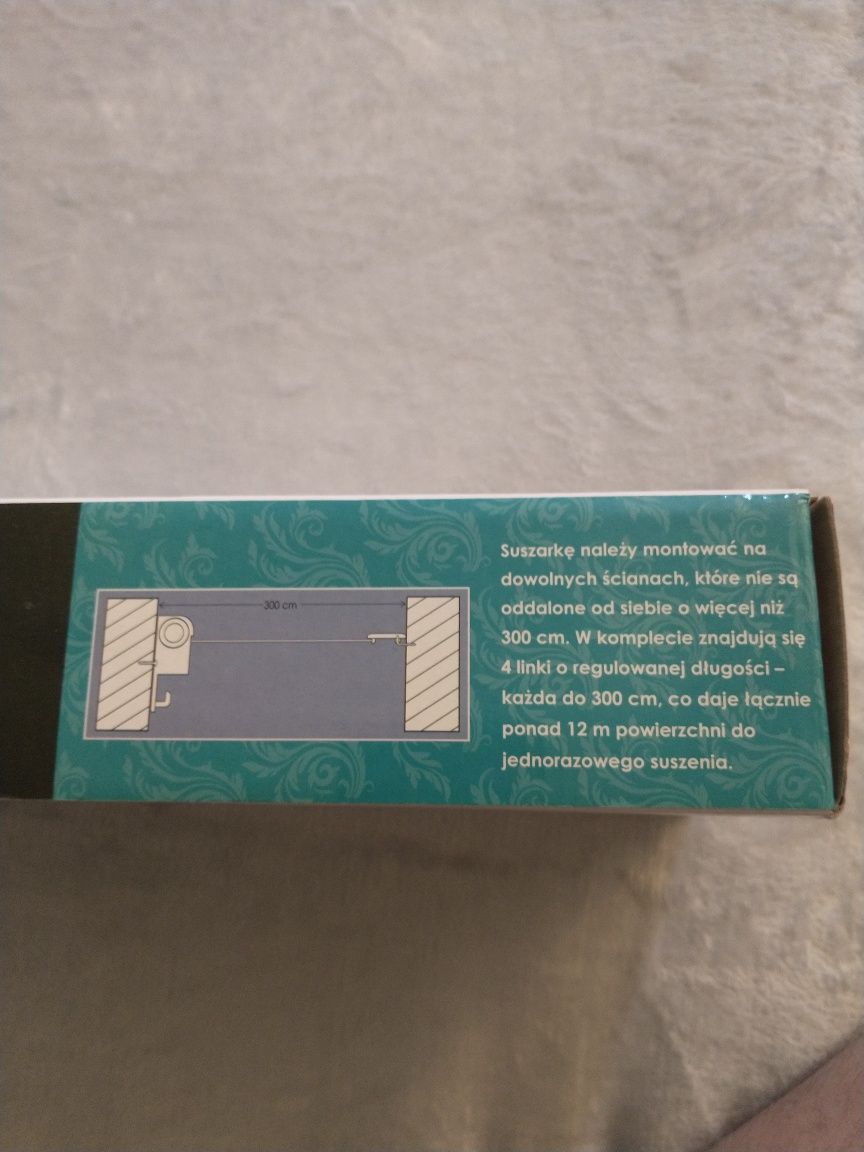 300 cm
Suszarkę należy montować na
dowolnych ścianach, które nie są
oddalone od siebie o więcej niż
300 cm. W komplecie znajdują się
4 linki o regulowanej długości –
każda do 300 cm, co daje łącznie
ponad 12 m powierzchni do
jednorazowego suszenia.